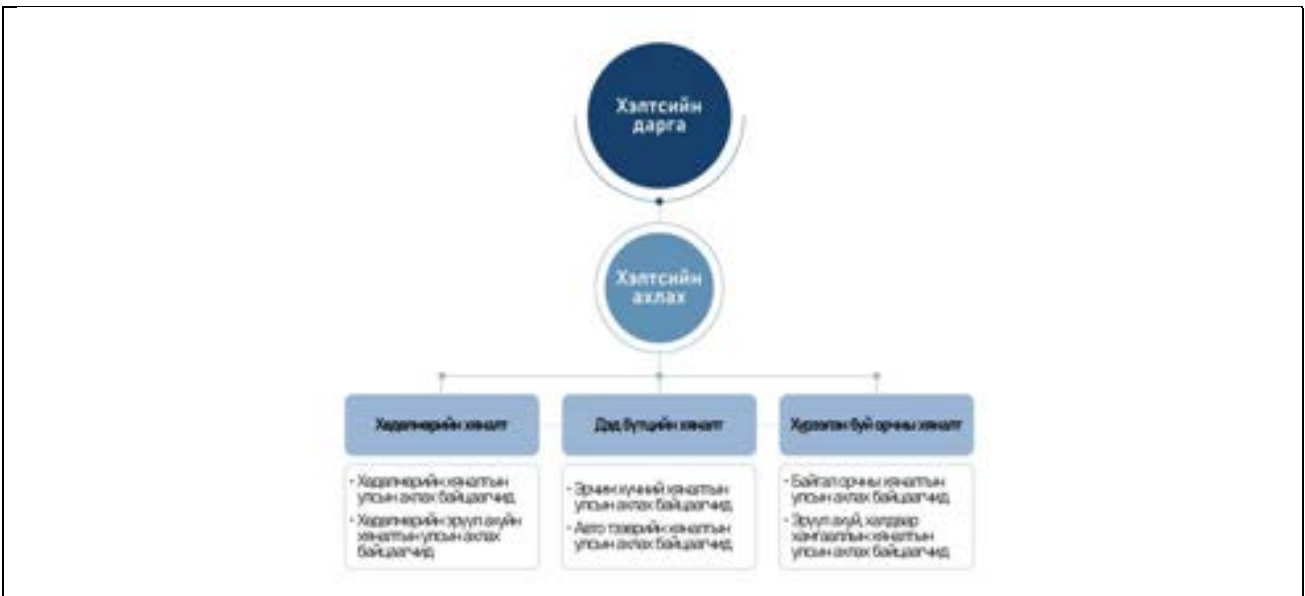 Хэлтсийн
дарга
Хэлтсийн
ахлах
Хөдөлмөрийн хяналт
Дэд бүтцийн хяналт
Хүрээлэн буй орчны хяналт
- Хөдөлмөрийн хяналтын
улсын ахлах байцаагчид
- Хөдөлмөрийн эрүүл ахуйн
хяналтын улсын ахлах
байцаагчид
- Эрчим хүчний хяналтын
улсын ахлах байцаагчид
- Авто тээврийн хяналтын
улсын ахлах байцаагчид
- Байгал орчны хяналтын
улсын ахлах байцаагчид
- Эрүүл ахуй, халдвар
хамгааллын хяналтын
улсын ахлах байцаагчид